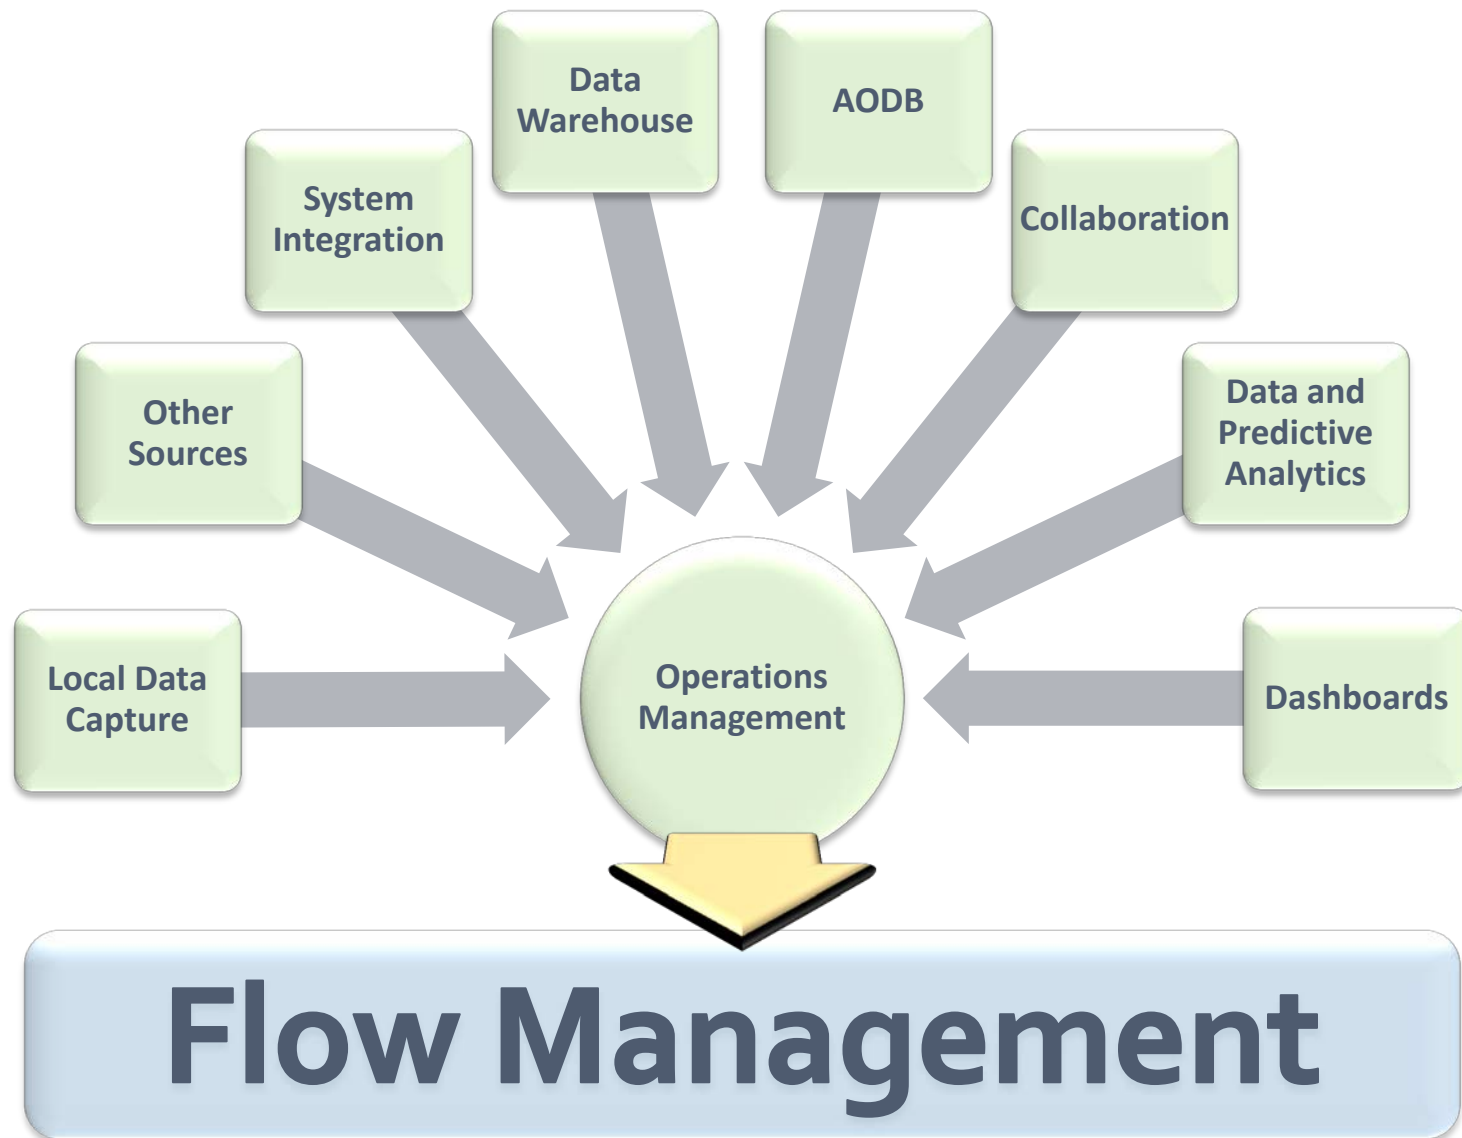 Data
Warehouse
AODB
System
Integration
Collaboration
Other
Sources
Data and
Predictive
Analytics
Local Data
Capture
Operations
Management
Dashboards
Flow Management